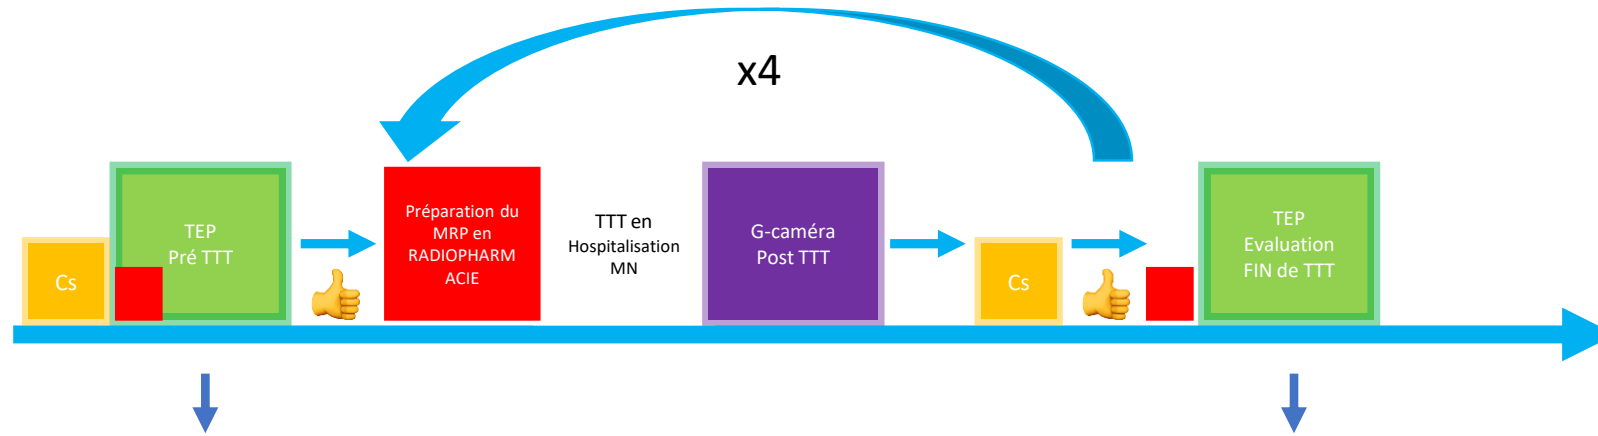 x4
Cs
TEP
Pré TTT
Préparation du
MRP en
RADIOPHARM
ACIE
TTT en
Hospitalisation
MN
G-caméra
Post TTT
Cs
TEP
Evaluation
FIN de TTT